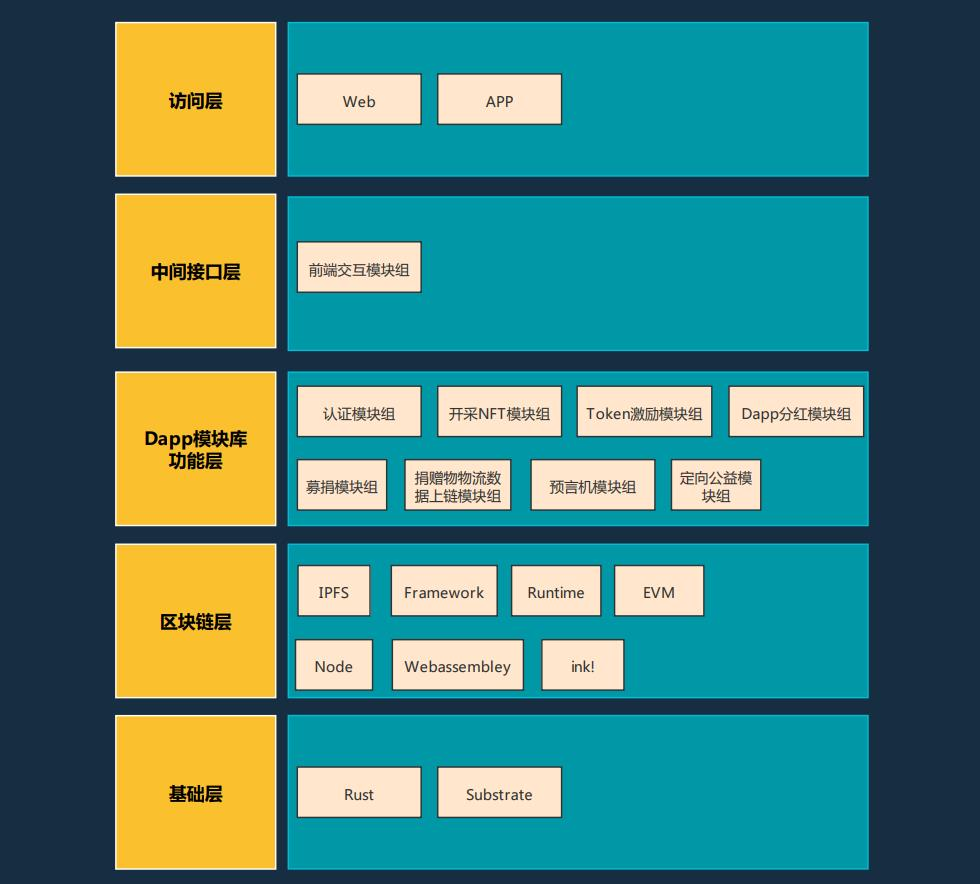 访问层
Web
APP
中间接口层
前端交互模块组
Dapp模块库
功能层
认证模块组
开采NFT模块组
Token激励模块组
Dapp分红模块组
募捐模块组
捐赠物物流数
据上链模块组
预言机模块组
定向公益模
块组
区块链层
IPFS
Framework
Runtime
EVM
Node
Webassembley
ink!
基础层
Rust
Substrate